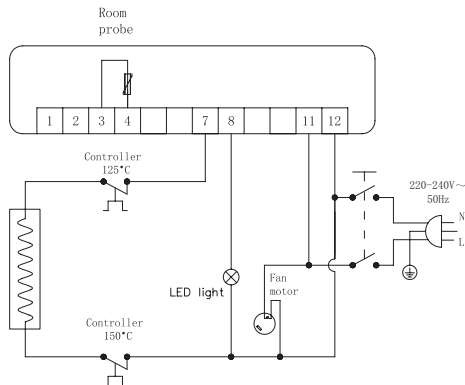 Room
probe
1 2 3 4 7 8 11 12
Controller
125°C
220-240V~
50Hz
N
L
Fan
motor
LED light
Controller
150°C